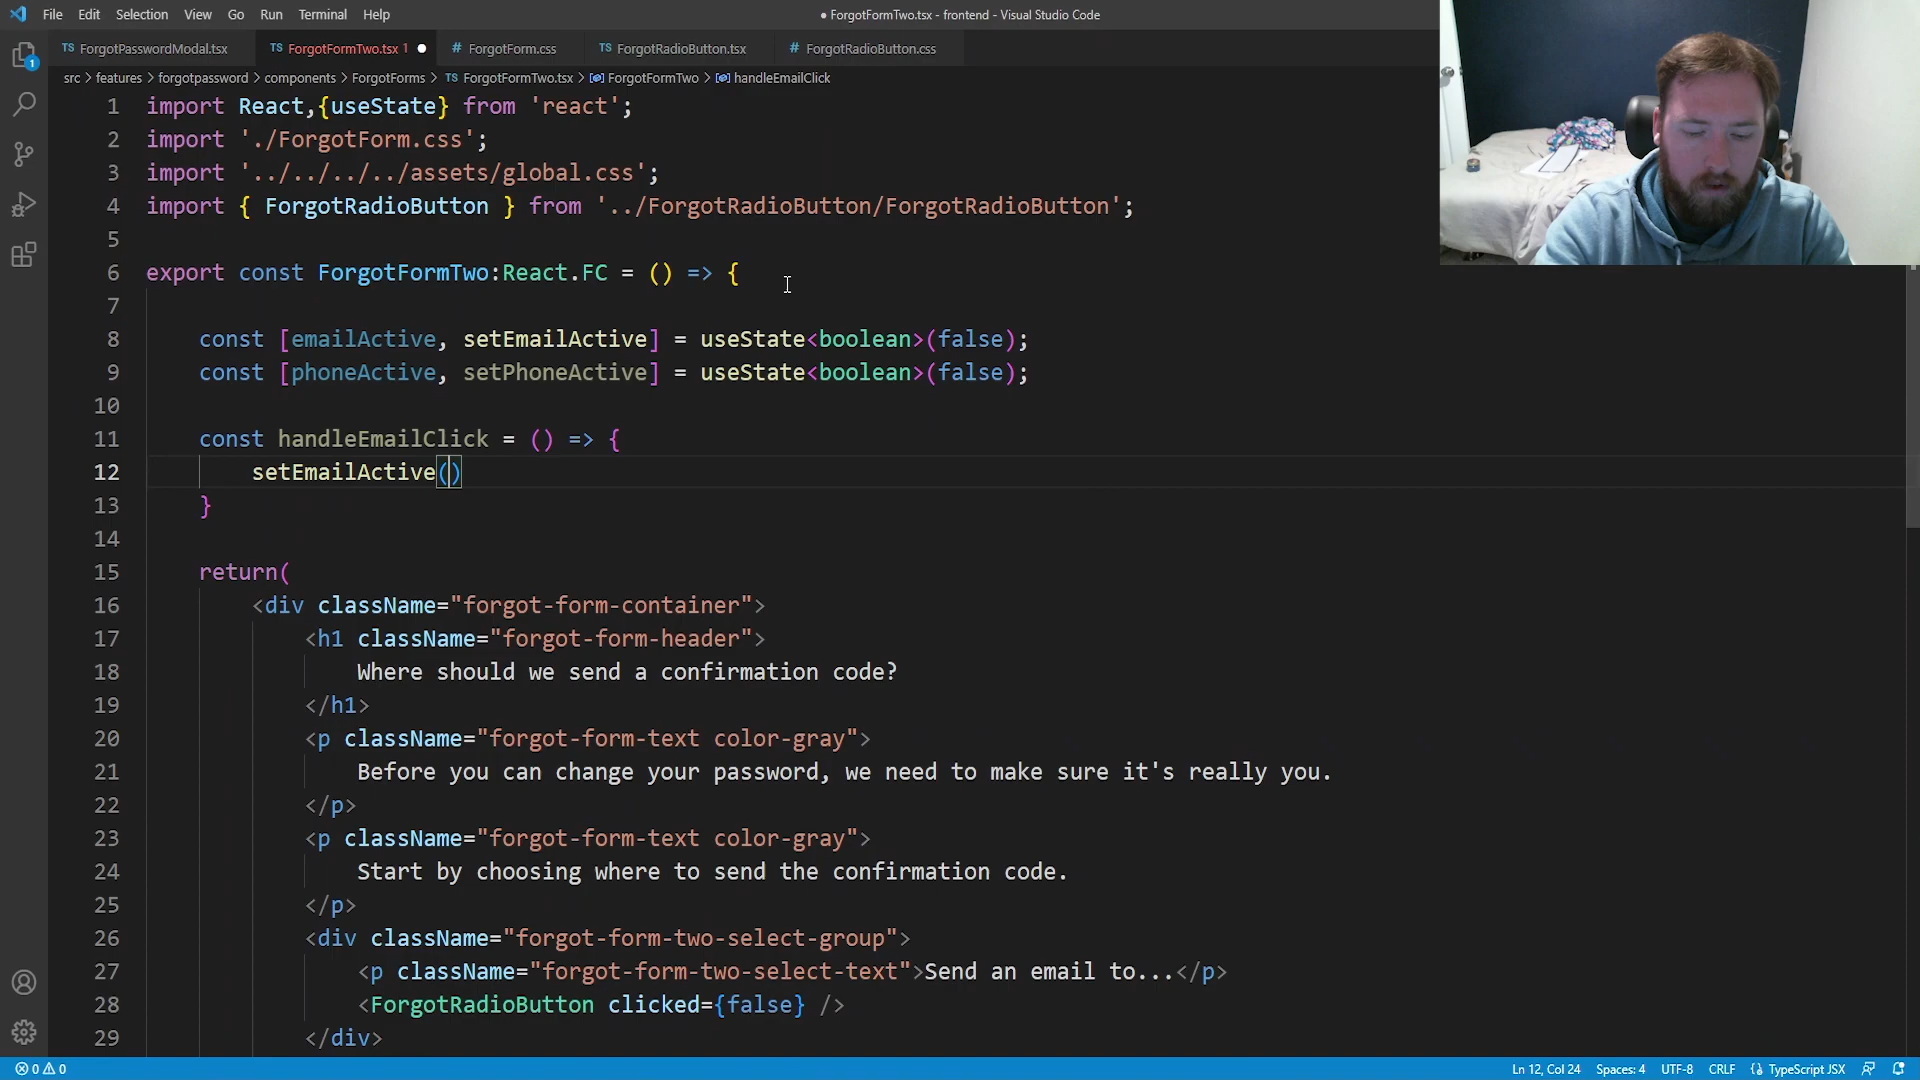 File Edit Selection View Go Run Terminal Help
● ForgotFormTwo.tsx - frontend - Visual Studio Code
TS ForgotPasswordModal.tsx TS ForgotFormTwo.tsx 1 ● # ForgotForm.css TS ForgotRadioButton.tsx # ForgotRadioButton.css
src > features > forgotpassword > components > ForgotForms > TS ForgotFormTwo.tsx > ForgotFormTwo > handleEmailClick
1 import React,{useState} from 'react';
2 import './ForgotForm.css';
3 import '../../../../assets/global.css';
4 import { ForgotRadioButton } from '../ForgotRadioButton/ForgotRadioButton';
5
6 export const ForgotFormTwo:React.FC = () => {
7
8 const [emailActive, setEmailActive] = useState<boolean>(false);
9 const [phoneActive, setPhoneActive] = useState<boolean>(false);
10
11 const handleEmailClick = () => {
12 setEmailActive()
13 }
14
15 return(
16 <div className="forgot-form-container">
17 <h1 className="forgot-form-header">
18 Where should we send a confirmation code?
19 </h1>
20 <p className="forgot-form-text color-gray">
21 Before you can change your password, we need to make sure it's really you.
22 </p>
23 <p className="forgot-form-text color-gray">
24 Start by choosing where to send the confirmation code.
25 </p>
26 <div className="forgot-form-two-select-group">
27 <p className="forgot-form-two-select-text">Send an email to...</p>
28 <ForgotRadioButton clicked={false} />
29 </div>
1
0 0 Ln 12, Col 24 Spaces: 4 UTF-8 CRLF {} TypeScript JSX